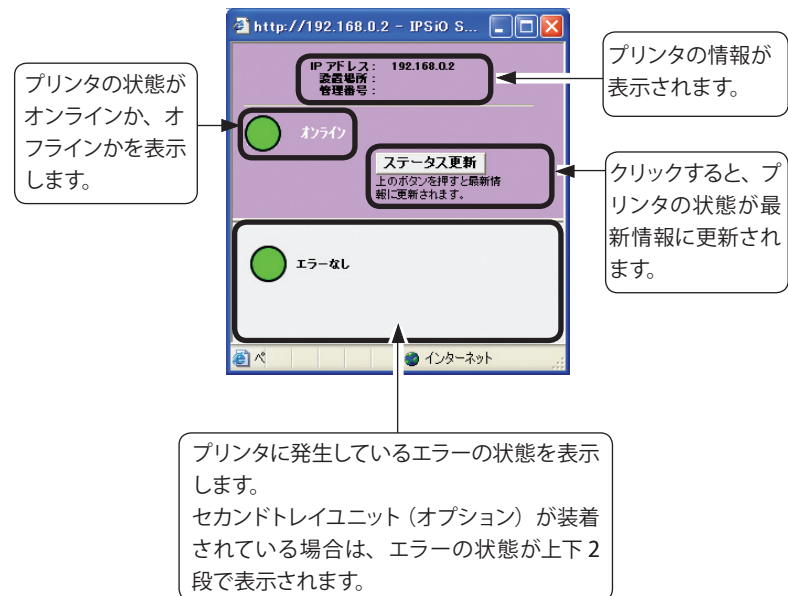 http://192.168.0.2 - IPSiO S...
IP アドレス： 192.168.0.2
設置場所：
管理番号：
プリンタの情報が
表示されます。
プリンタの状態が
オンラインか、オ
フラインかを表示
します。
オンライン
ステータス更新
上のボタンを押すと最新情
報に更新されます。
クリックすると、プ
リンタの状態が最
新情報に更新され
ます。
エラーなし
ペ
インターネット
プリンタに発生しているエラーの状態を表示
します。
セカンドトレイユニット（オプション）が装着
されている場合は、エラーの状態が上下 2
段で表示されます。